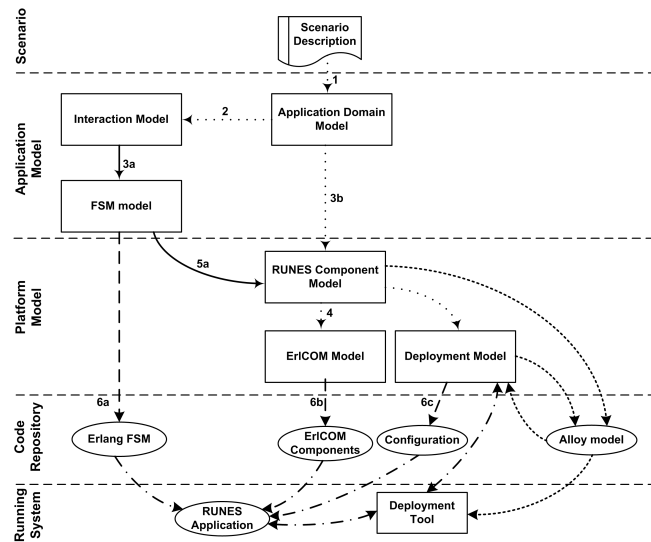 Scenario
Scenario
Description
1
Application
Model
Interaction Model
2
Application Domain
Model
3a
3b
FSM model
Platform
Model
5a
RUNES Component
Model
4
ErlCOM Model
Deployment Model
Code
Repository
6a
6b
6c
Erlang FSM
ErlCOM
Components
Configuration
Alloy model
Running
System
RUNES
Application
Deployment
Tool